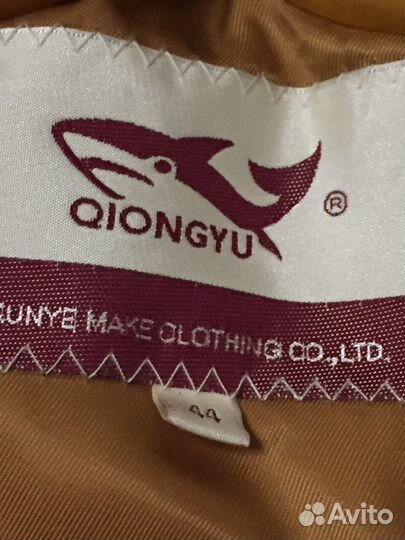 QIONGYU ®
MAKE CLOTHING CO., LTD.
44
Avito